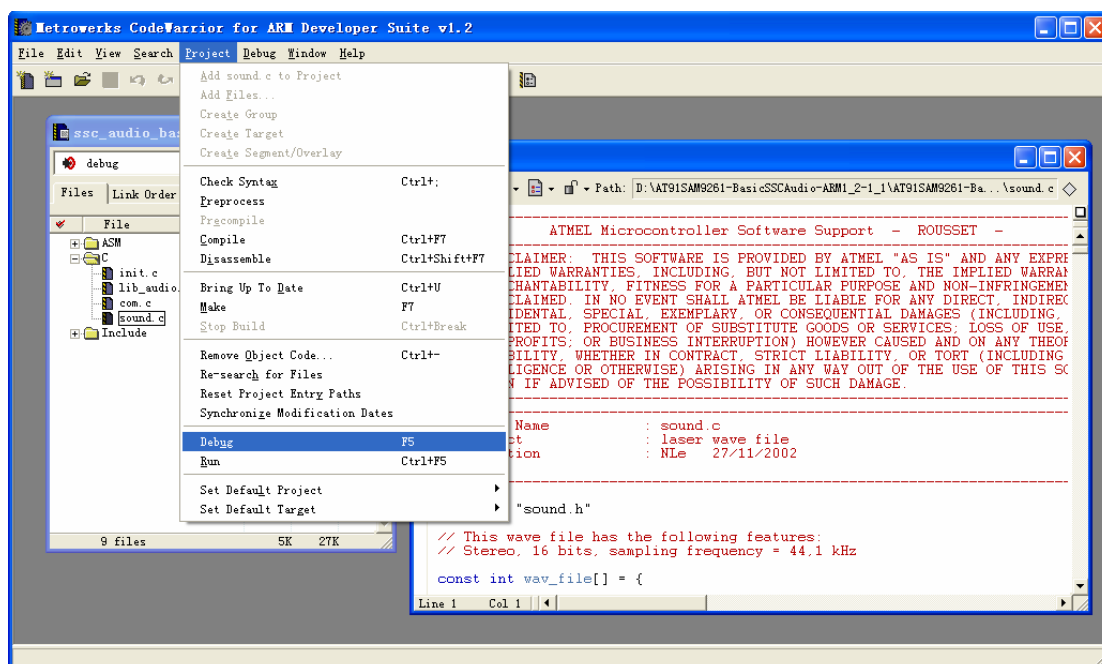 Metrowerks CodeWarrior for ARM Developer Suite v1.2
File Edit View Search Project Debug Window Help
Add sound.c to Project
Add Files...
Create Group
Create Target
Create Segment/Overlay
Check Syntax Ctrl+;
Preprocess
Precompile
Compile Ctrl+F7
Disassemble Ctrl+Shift+F7
Bring Up To Date Ctrl+U
Make F7
Stop Build Ctrl+Break
Remove Object Code... Ctrl+-
Re-search for Files
Reset Project Entry Paths
Synchronize Modification Dates
Debug F5
Run Ctrl+F5
Set Default Project
Set Default Target
ssc_audio_bas
debug
Files Link Order
File
ASM
C
init.c
lib_audio.
com.c
sound.c
Include
9 files 5K 27K
Path: D:\AT91SAM9261-BasicSSCAudio-ARM1_2-1_1\AT91SAM9261-Ba...\sound.c
ATMEL Microcontroller Software Support - ROUSSET -
CLAIMER: THIS SOFTWARE IS PROVIDED BY ATMEL "AS IS" AND ANY EXPRE
LIED WARRANTIES, INCLUDING, BUT NOT LIMITED TO, THE IMPLIED WARRAN
CHANTABILITY, FITNESS FOR A PARTICULAR PURPOSE AND NON-INFRINGEMEN
CLAIMED. IN NO EVENT SHALL ATMEL BE LIABLE FOR ANY DIRECT, INDIREC
IDENTAL, SPECIAL, EXEMPLARY, OR CONSEQUENTIAL DAMAGES (INCLUDING,
ITED TO, PROCUREMENT OF SUBSTITUTE GOODS OR SERVICES; LOSS OF USE,
PROFITS; OR BUSINESS INTERRUPTION) HOWEVER CAUSED AND ON ANY THEOR
BILITY, WHETHER IN CONTRACT, STRICT LIABILITY, OR TORT (INCLUDING
LIGENCE OR OTHERWISE) ARISING IN ANY WAY OUT OF THE USE OF THIS SO
N IF ADVISED OF THE POSSIBILITY OF SUCH DAMAGE.
Name : sound.c
ct : laser wave file
tion : NLe 27/11/2002
"sound.h"
// This wave file has the following features:
// Stereo, 16 bits, sampling frequency = 44,1 kHz
const int wav_file[] = {
Line 1 Col 1